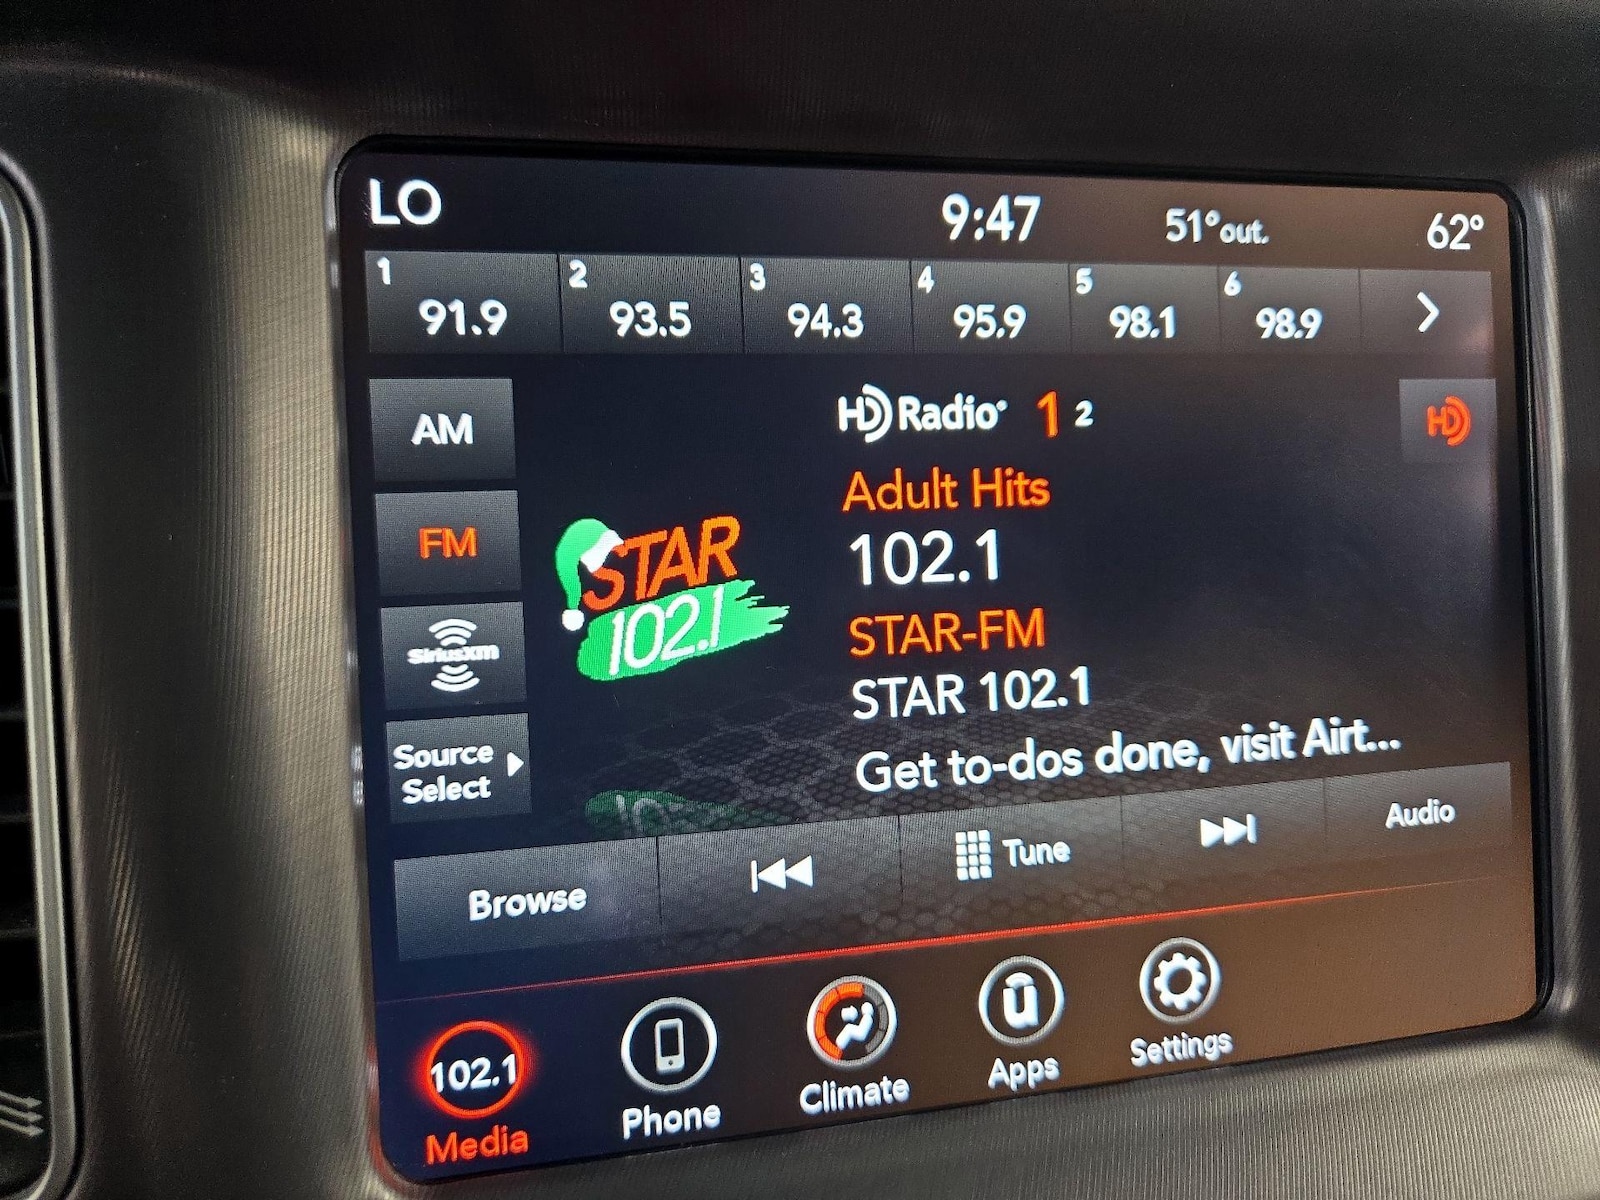 LO 9:47 51° out. 62°
1 91.9 2 93.5 3 94.3 4 95.9 5 98.1 6 98.9
AM
FM
SiriusXM
Source
Select
HD Radio 1 2
HD
Adult Hits
102.1
STAR-FM
STAR 102.1
Get to-dos done, visit Airt...
STAR
102.1
Browse Tune Audio
102.1
Media Phone Climate Apps Settings